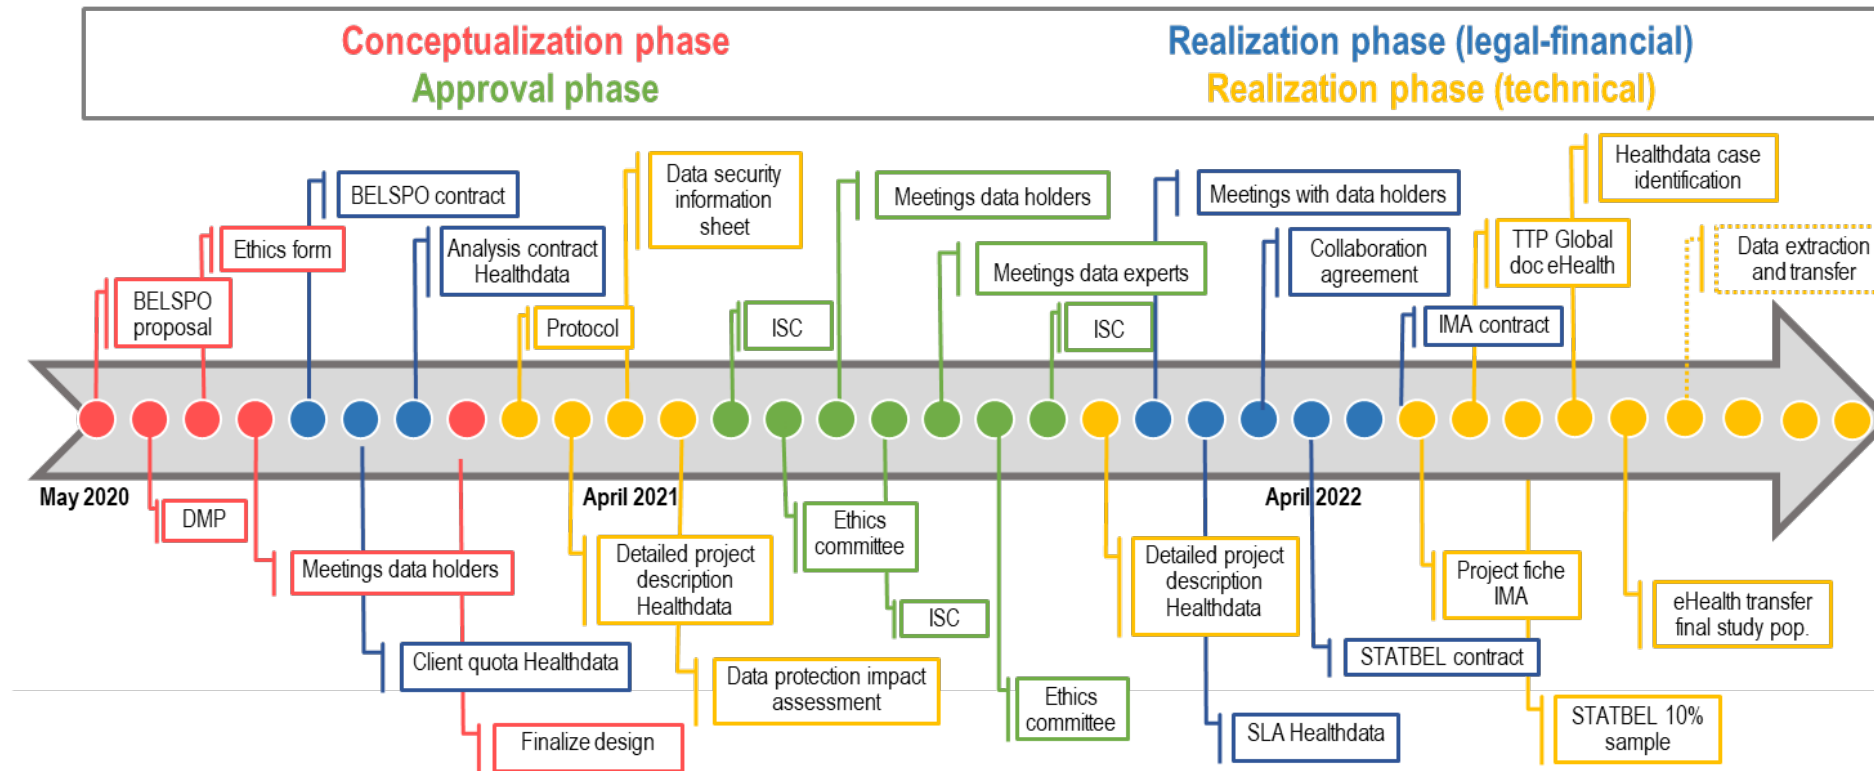 Conceptualization phase
Approval phase
Realization phase (legal-financial)
Realization phase (technical)
BELSPO
proposal
Ethics form
BELSPO contract
Analysis contract
Healthdata
Protocol
Data security
information
sheet
ISC
Meetings data holders
Meetings data experts
ISC
Meetings with data holders
Collaboration
agreement
IMA contract
TTP Global
doc eHealth
Healthdata case
identification
Data extraction
and transfer
May 2020
April 2021
April 2022
DMP
Meetings data holders
Client quota Healthdata
Finalize design
Detailed project
description
Healthdata
Data protection impact
assessment
Ethics
committee
ISC
Ethics
committee
Detailed project
description
Healthdata
SLA Healthdata
STATBEL contract
Project fiche
IMA
STATBEL 10%
sample
eHealth transfer
final study pop.